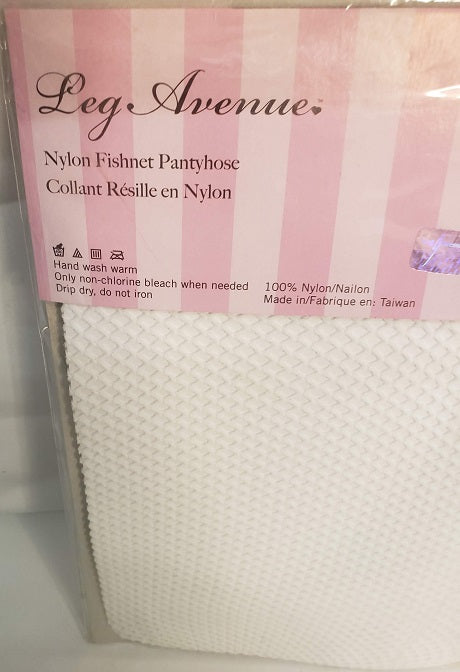 Leg Avenue
Nylon Fishnet Pantyhose
Collant Résille en Nylon
Hand wash warm
Only non-chlorine bleach when needed
Drip dry, do not iron
100% Nylon/Nailon
Made in/Fabrique en: Taiwan